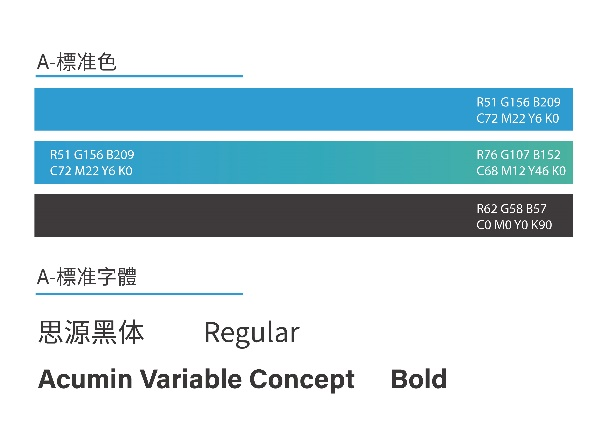 A-標准色
R51 G156 B209
C72 M22 Y6 K0
R51 G156 B209
C72 M22 Y6 K0
R76 G107 B152
C68 M12 Y46 K0
R62 G58 B57
C0 M0 Y0 K90
A-標准字體
思源黑体 Regular
Acumin Variable Concept Bold